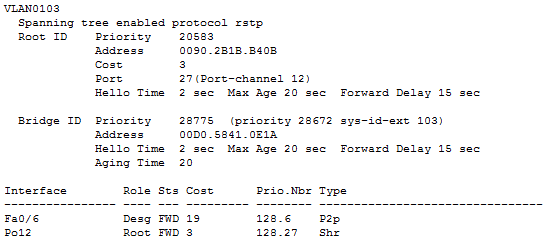 VLAN0103
  Spanning tree enabled protocol rstp
  Root ID    Priority    20583
             Address     0090.2B1B.B40B
             Cost        3
             Port        27(Port-channel 12)
             Hello Time  2 sec  Max Age 20 sec  Forward Delay 15 sec

  Bridge ID  Priority    28775  (priority 28672 sys-id-ext 103)
             Address     00D0.5841.0E1A
             Hello Time  2 sec  Max Age 20 sec  Forward Delay 15 sec
             Aging Time  20

Interface        Role Sts Cost      Prio.Nbr Type
---------------- ---- --- --------- -------- --------------------------------
Fa0/6            Desg FWD 19        128.6    P2p
Po12             Root FWD 3         128.27   Shr